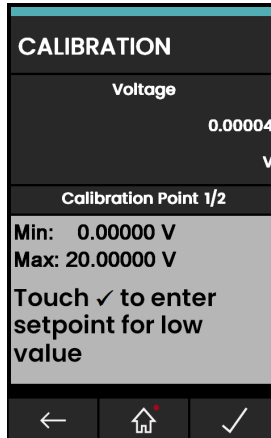 CALIBRATION
Voltage
0.00004
V
Calibration Point 1/2
Min: 0.00000 V
Max: 20.00000 V
Touch ✓ to enter
setpoint for low
value